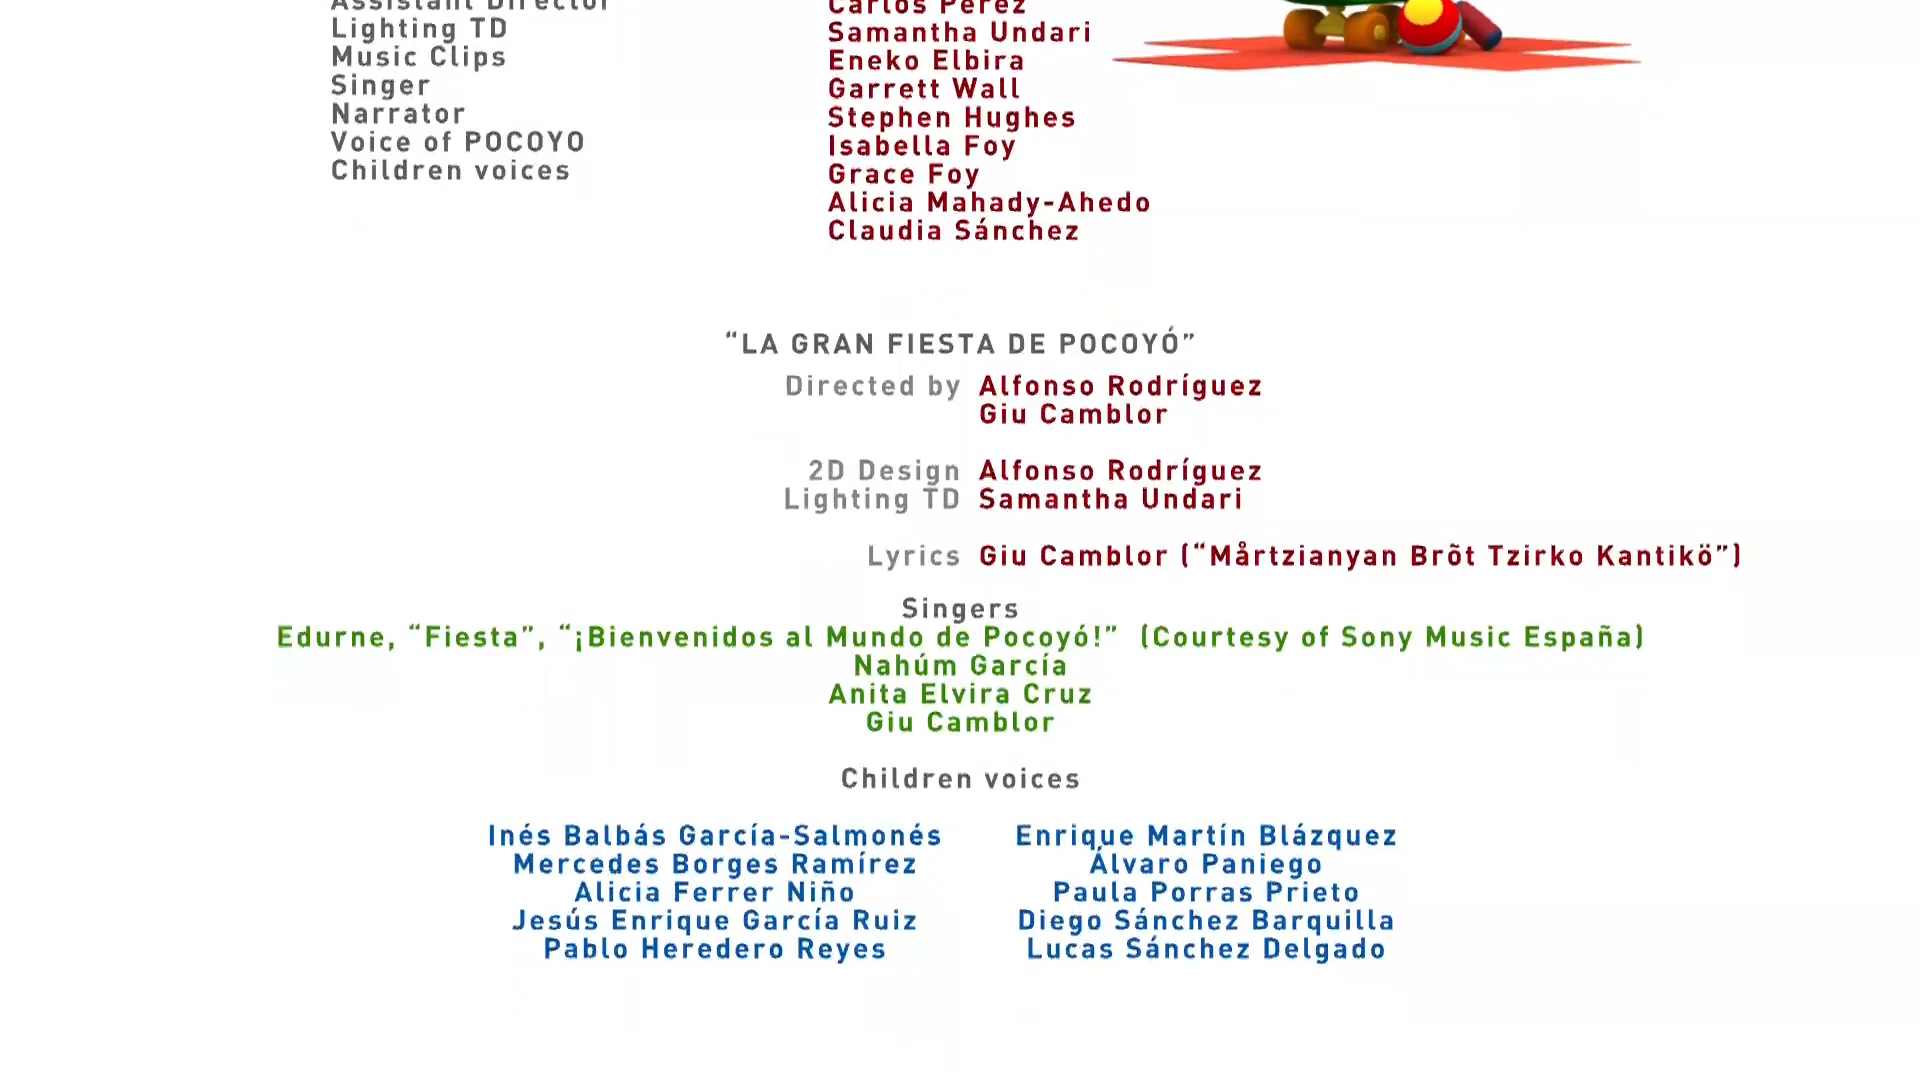 Assistant Director
Lighting TD
Music Clips
Singer
Narrator
Voice of POCOYO
Children voices
Carlos Pérez
Samantha Undari
Eneko Elbira
Garrett Wall
Stephen Hughes
Isabella Foy
Grace Foy
Alicia Mahady-Ahedo
Claudia Sánchez
“LA GRAN FIESTA DE POCOYÓ”
Directed by Alfonso Rodríguez
Giu Camblor
2D Design Alfonso Rodríguez
Lighting TD Samantha Undari
Lyrics Giu Camblor (“Mårtzianyan Brõt Tzirko Kantikö”)
Singers
Edurne, “Fiesta”, “¡Bienvenidos al Mundo de Pocoyó!” (Courtesy of Sony Music España)
Nahúm García
Anita Elvira Cruz
Giu Camblor
Children voices
Inés Balbás García-Salmonés
Mercedes Borges Ramírez
Alicia Ferrer Niño
Jesús Enrique García Ruiz
Pablo Heredero Reyes
Enrique Martín Blázquez
Álvaro Paniego
Paula Porras Prieto
Diego Sánchez Barquilla
Lucas Sánchez Delgado